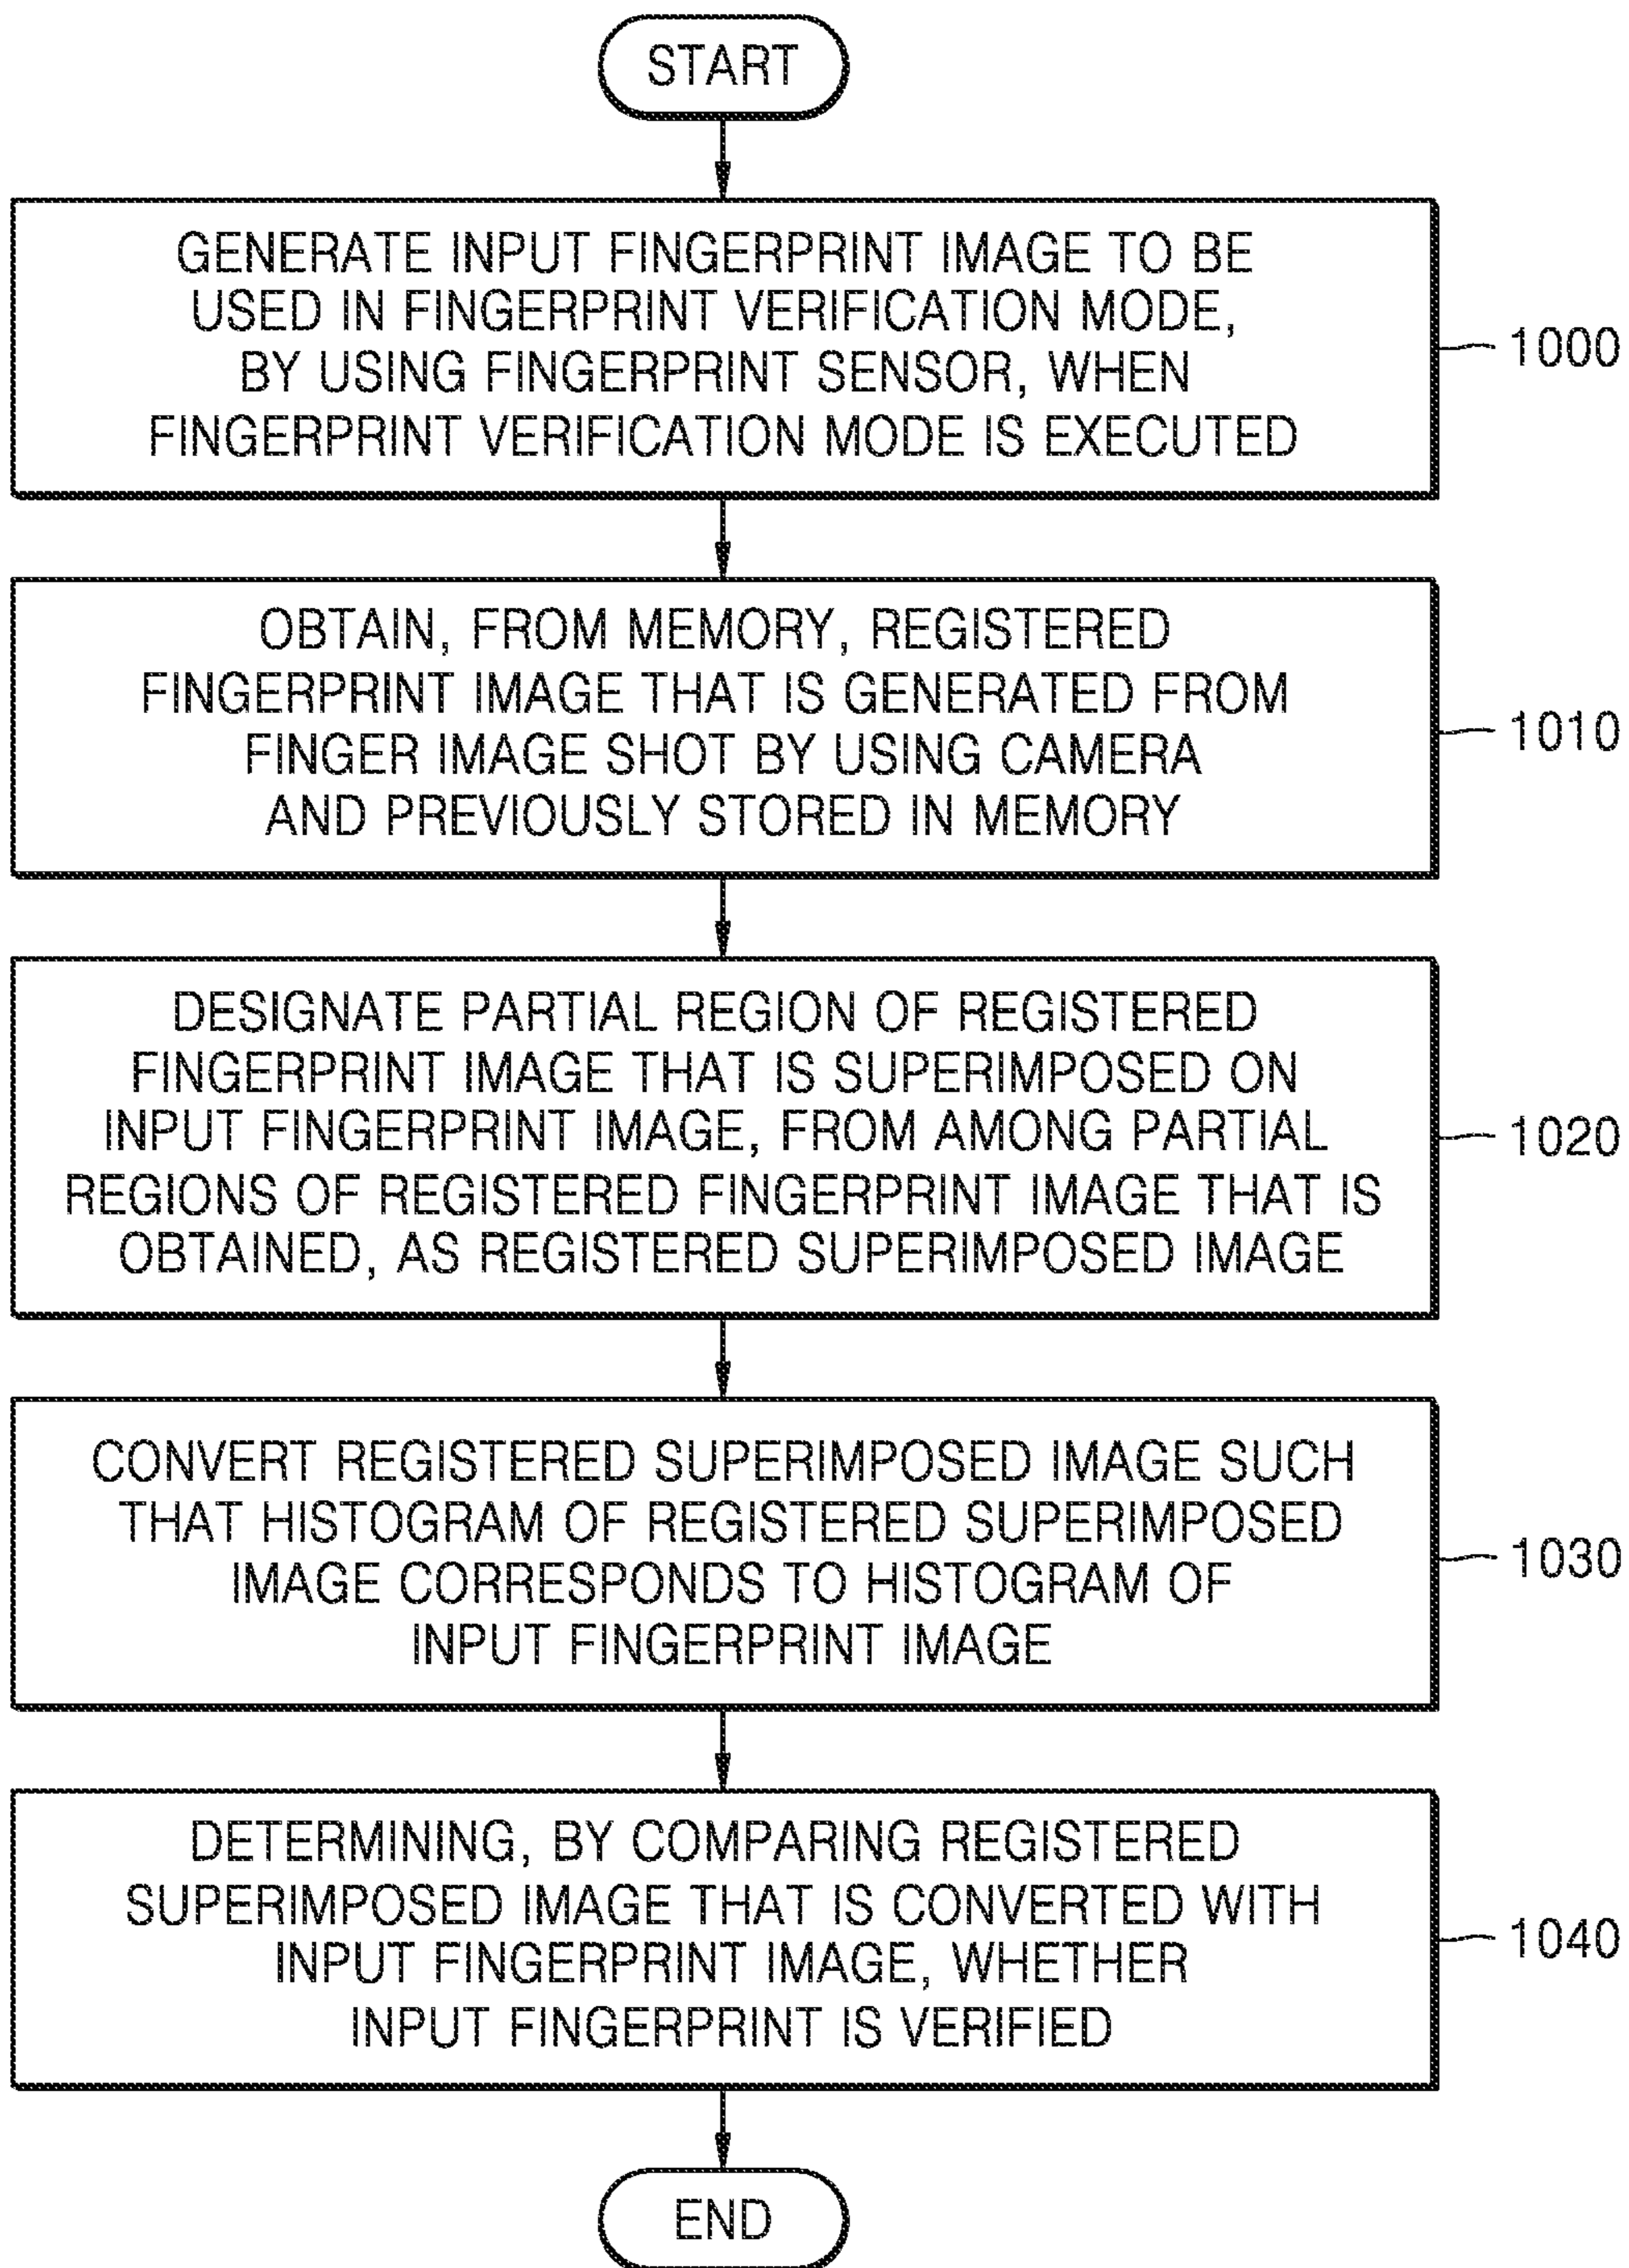 START
GENERATE INPUT FINGERPRINT IMAGE TO BE
USED IN FINGERPRINT VERIFICATION MODE,
BY USING FINGERPRINT SENSOR, WHEN
FINGERPRINT VERIFICATION MODE IS EXECUTED
1000
OBTAIN, FROM MEMORY, REGISTERED
FINGERPRINT IMAGE THAT IS GENERATED FROM
FINGER IMAGE SHOT BY USING CAMERA
AND PREVIOUSLY STORED IN MEMORY
1010
DESIGNATE PARTIAL REGION OF REGISTERED
FINGERPRINT IMAGE THAT IS SUPERIMPOSED ON
INPUT FINGERPRINT IMAGE, FROM AMONG PARTIAL
REGIONS OF REGISTERED FINGERPRINT IMAGE THAT IS
OBTAINED, AS REGISTERED SUPERIMPOSED IMAGE
1020
CONVERT REGISTERED SUPERIMPOSED IMAGE SUCH
THAT HISTOGRAM OF REGISTERED SUPERIMPOSED
IMAGE CORRESPONDS TO HISTOGRAM OF
INPUT FINGERPRINT IMAGE
1030
DETERMINING, BY COMPARING REGISTERED
SUPERIMPOSED IMAGE THAT IS CONVERTED WITH
INPUT FINGERPRINT IMAGE, WHETHER
INPUT FINGERPRINT IS VERIFIED
1040
END